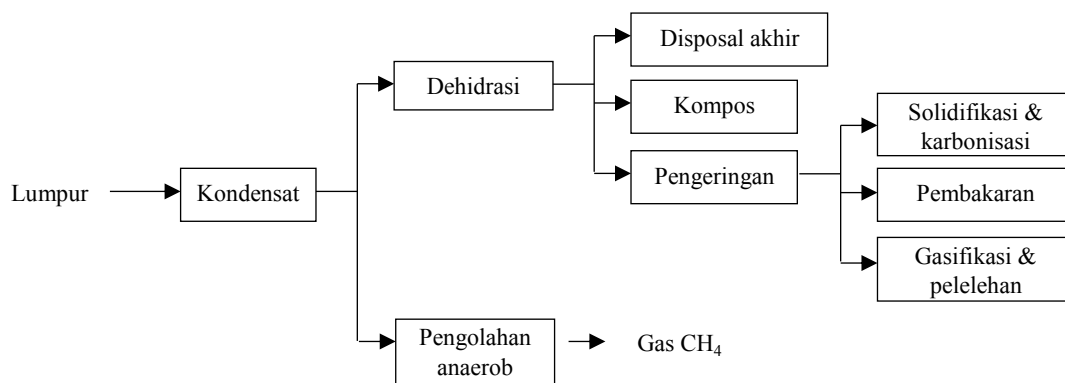 Disposal akhir
Dehidrasi
Kompos
Solidifikasi &
karbonisasi
Lumpur
Kondensat
Pengeringan
Pembakaran
Gasifikasi &
pelelehan
Pengolahan
anaerob
Gas CH₄